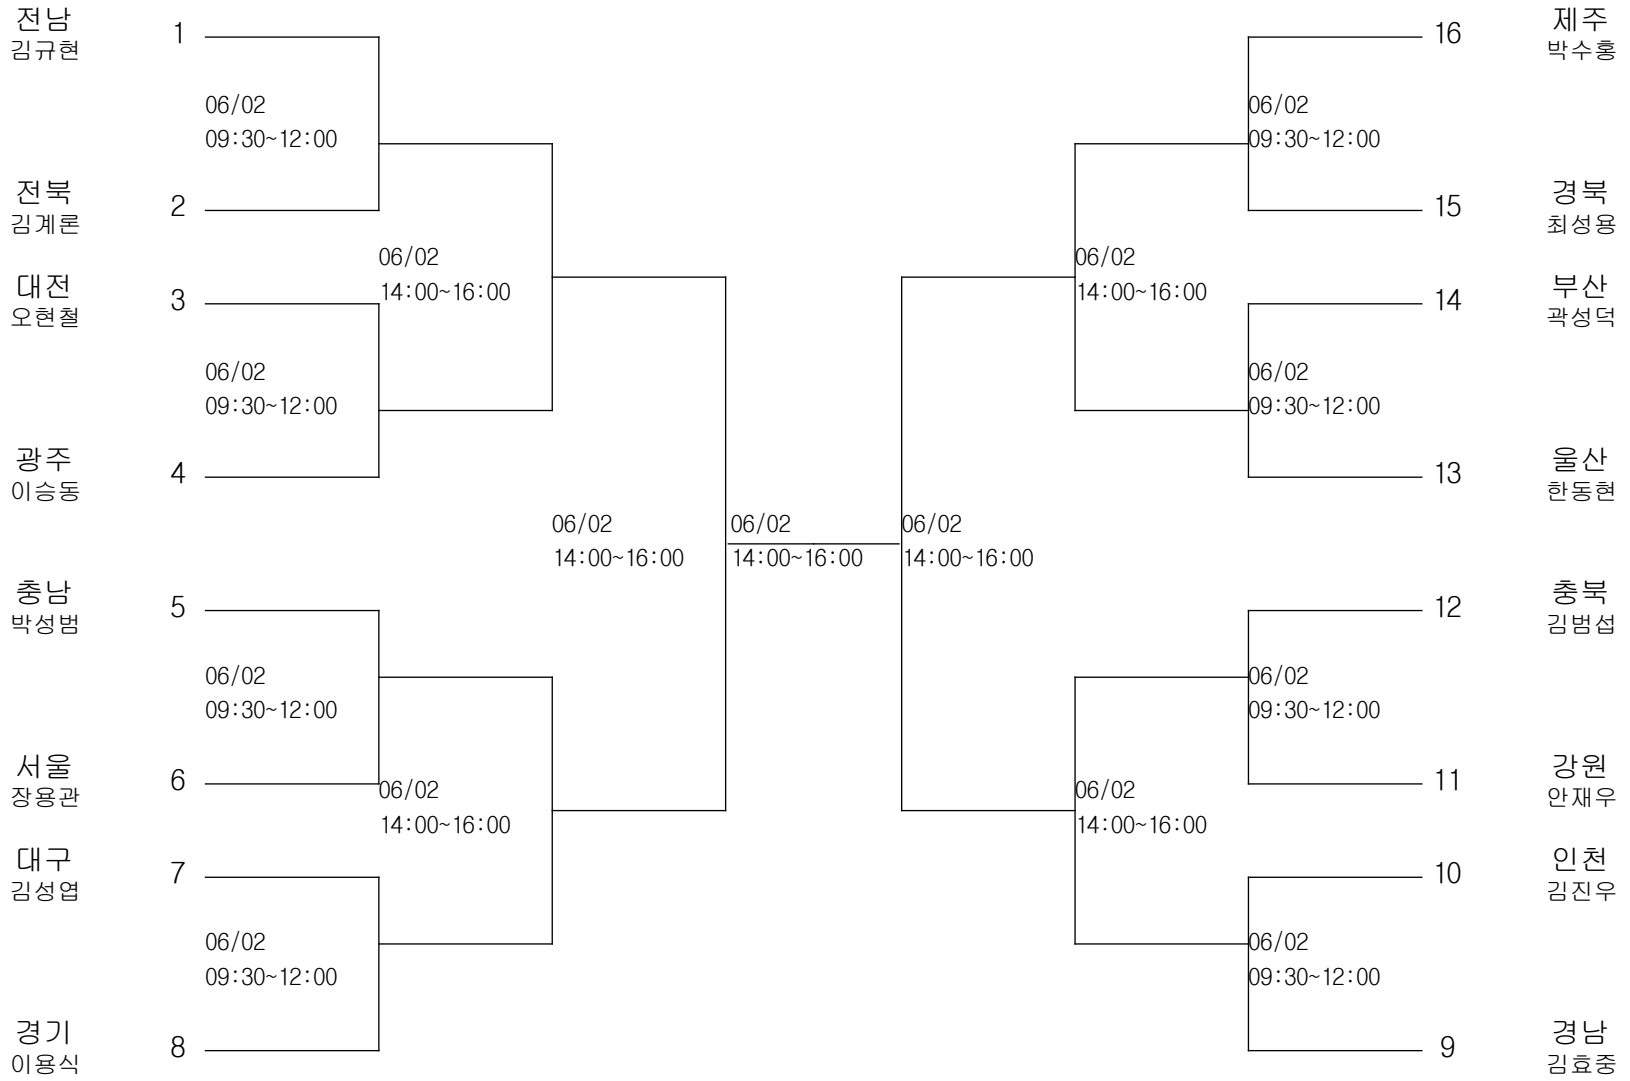 전남
김규현
1
06/02
09:30~12:00
전북
김계론
2
06/02
14:00~16:00
대전
오현철
3
06/02
09:30~12:00
광주
이승동
4
06/02
14:00~16:00
충남
박성범
5
06/02
09:30~12:00
서울
장용관
6
06/02
14:00~16:00
대구
김성엽
7
06/02
09:30~12:00
경기
이용식
8
06/02
14:00~16:00
16
제주
박수홍
06/02
09:30~12:00
15
경북
최성용
06/02
14:00~16:00
14
부산
곽성덕
06/02
09:30~12:00
13
울산
한동현
06/02
14:00~16:00
12
충북
김범섭
06/02
09:30~12:00
11
강원
안재우
06/02
14:00~16:00
10
인천
김진우
06/02
09:30~12:00
9
경남
김효중